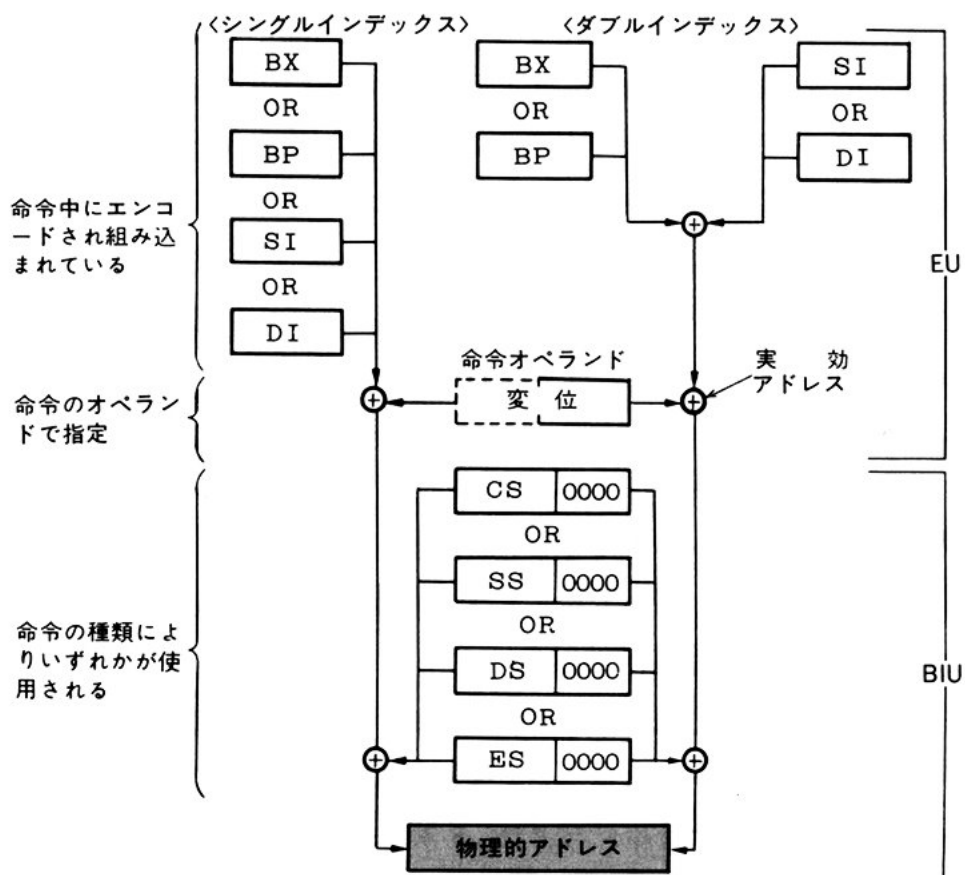 〈シングルインデックス〉
〈ダブルインデックス〉
BX
OR
BP
OR
SI
OR
DI
BX
OR
BP
SI
OR
DI
命令中にエンコ
ードされ組み込
まれている
EU
命令オペランド
変 位
実 効
アドレス
命令のオペラン
ドで指定
CS 0000
OR
SS 0000
OR
DS 0000
OR
ES 0000
命令の種類によ
りいずれかが使
用される
BIU
物理的アドレス